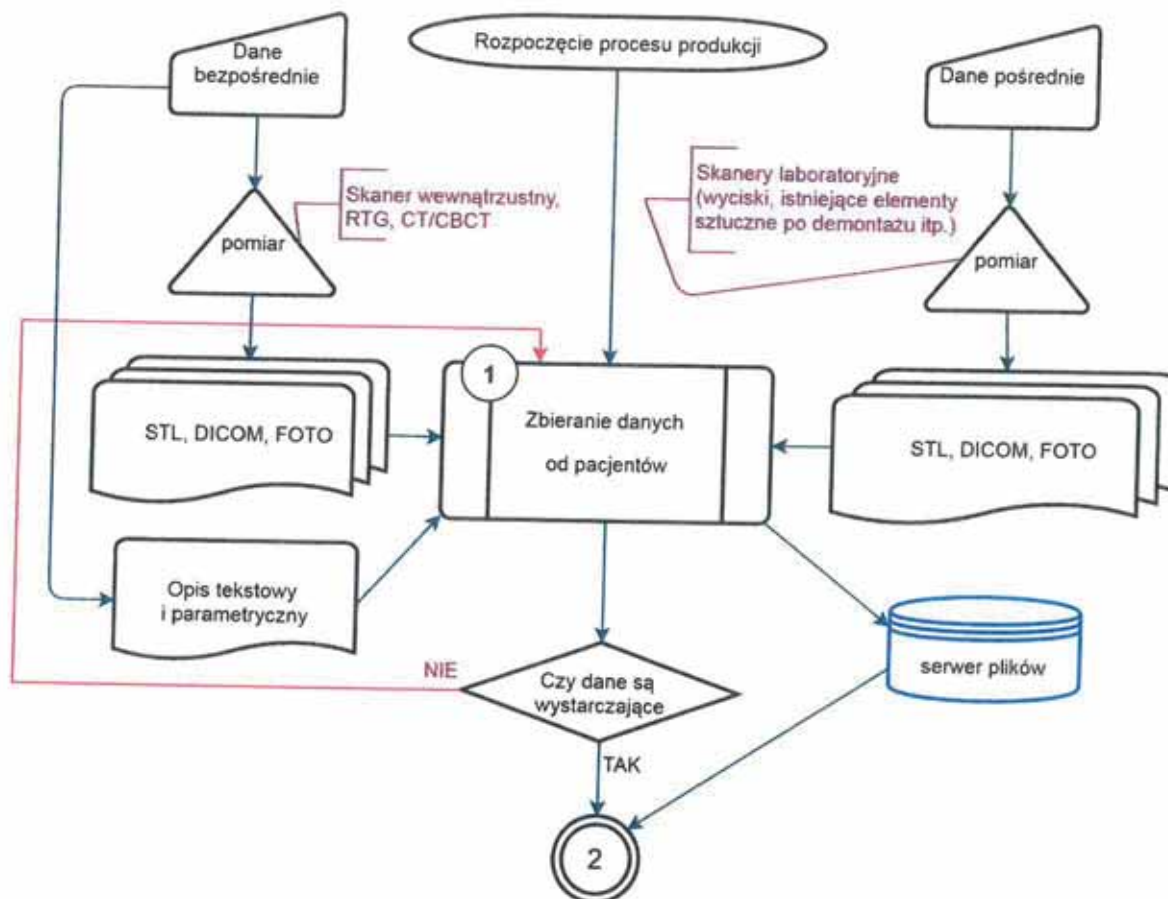 Dane
bezpośrednie
Rozpoczęcie procesu produkcji
Dane pośrednie
Skaner wewnątrzustny,
RTG, CT/CBCT
Skanery laboratoryjne
(wyciski, istniejące elementy
sztuczne po demontażu itp.)
pomiar
pomiar
1
Zbieranie danych
od pacjentów
STL, DICOM, FOTO
STL, DICOM, FOTO
Opis tekstowy
i parametryczny
serwer plików
NIE
Czy dane są
wystarczające
TAK
2